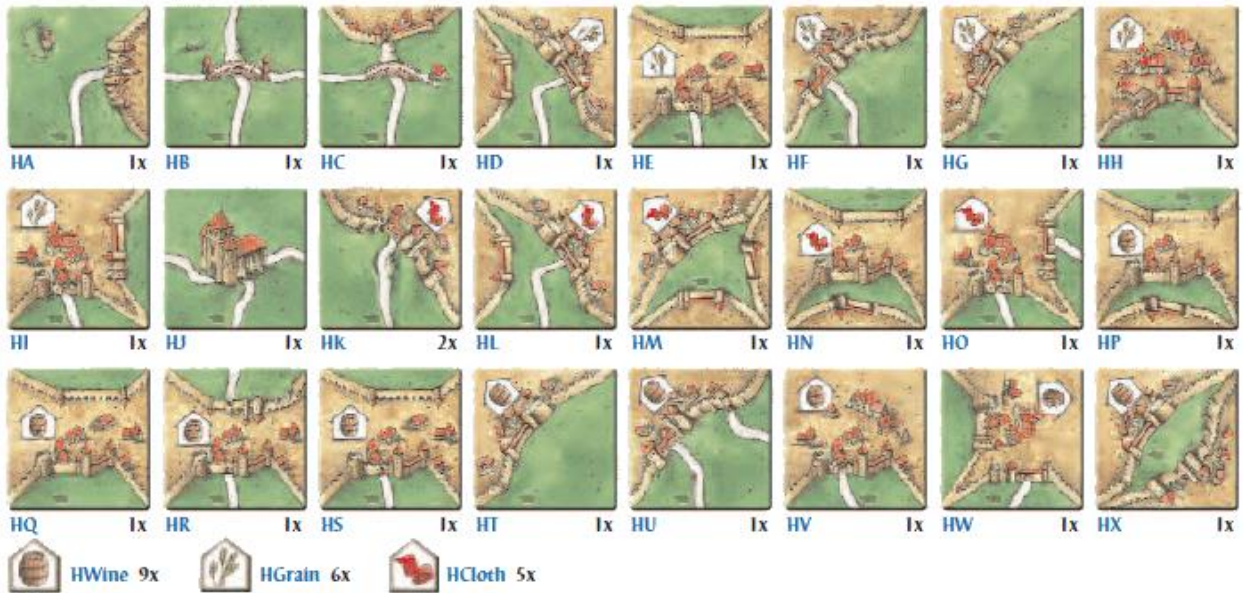 HA 1x HB 1x HC 1x HD 1x HE 1x HF 1x HG 1x HH 1x
HI 1x HJ 1x HK 2x HL 1x HM 1x HN 1x HO 1x HP 1x
HQ 1x HR 1x HS 1x HT 1x HU 1x HV 1x HW 1x HX 1x
HWine 9x HGrain 6x HCloth 5x